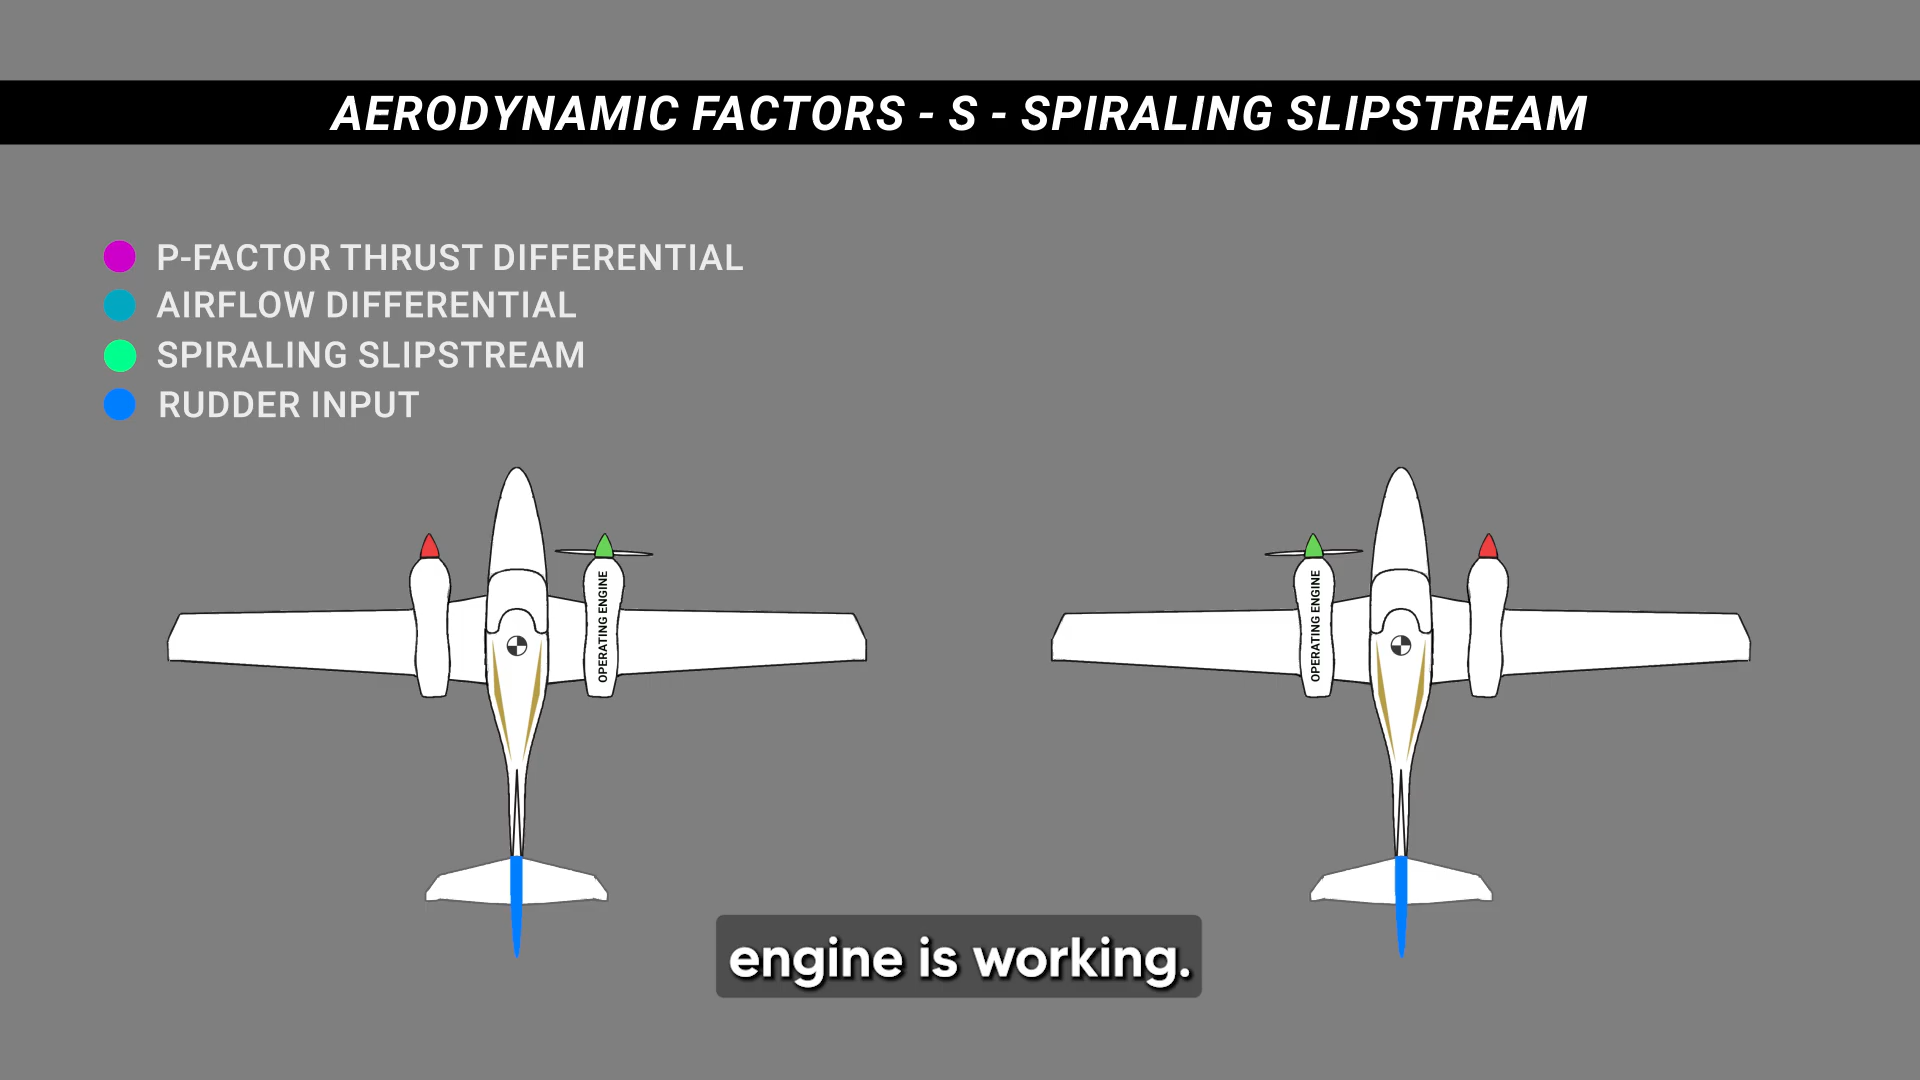 AERODYNAMIC FACTORS - S - SPIRALING SLIPSTREAM
P-FACTOR THRUST DIFFERENTIAL
AIRFLOW DIFFERENTIAL
SPIRALING SLIPSTREAM
RUDDER INPUT
OPERATING ENGINE
OPERATING ENGINE
engine is working.